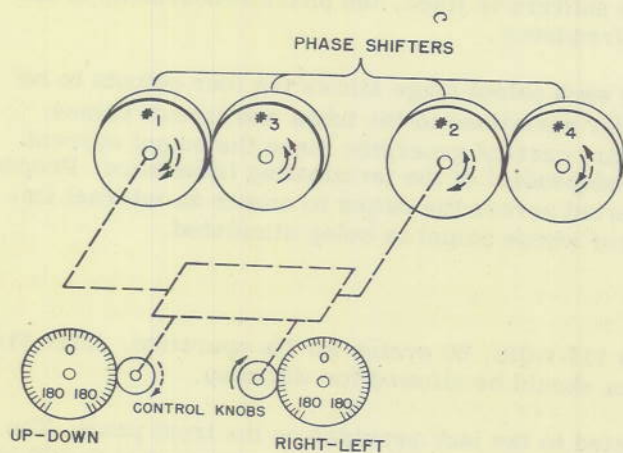 PHASE SHIFTERS
#1
#3
#2
#4
0
180 180
0
180 180
CONTROL KNOBS
UP-DOWN
RIGHT-LEFT